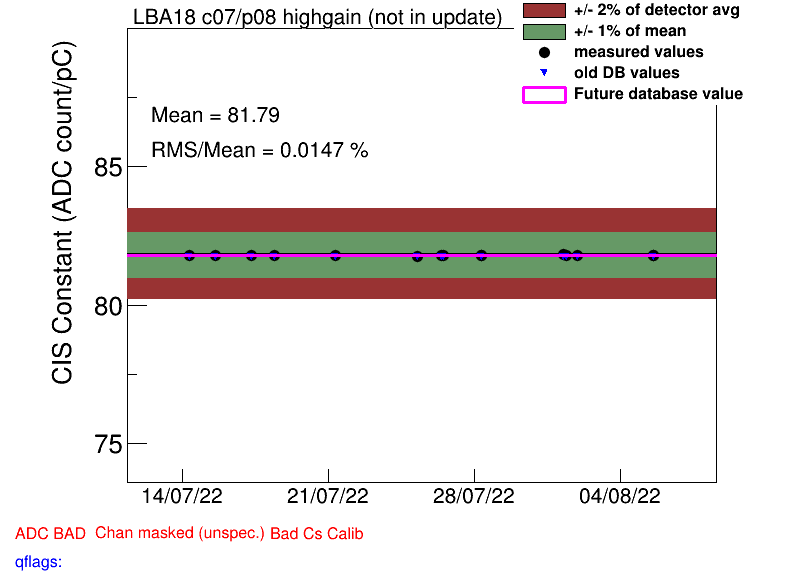 LBA18 c07/p08 highgain (not in update)
+/- 2% of detector avg
+/- 1% of mean
measured values
old DB values
Future database value
Mean = 81.79
RMS/Mean = 0.0147 %
CIS Constant (ADC count/pC)
85
80
75
14/07/22 21/07/22 28/07/22 04/08/22
ADC BAD Chan masked (unspec.) Bad Cs Calib
qflags: